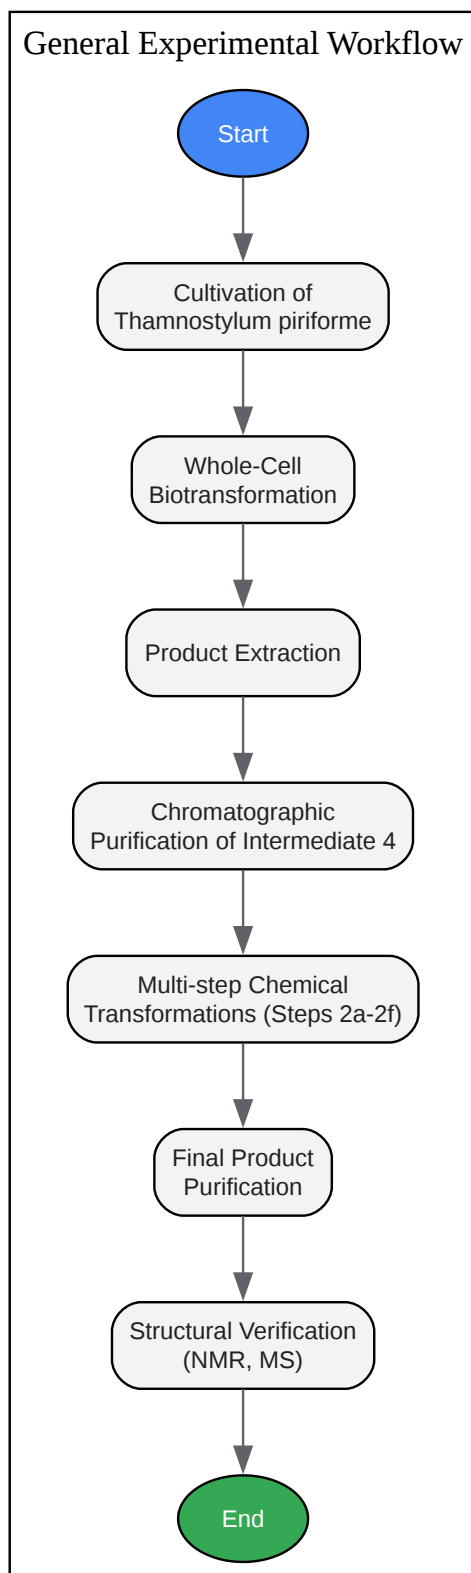 General Experimental Workflow
Start
Cultivation of
Thamnostylum piriforme
Whole-Cell
Biotransformation
Product Extraction
Chromatographic
Purification of Intermediate 4
Multi-step Chemical
Transformations (Steps 2a-2f)
Final Product
Purification
Structural Verification
(NMR, MS)
End